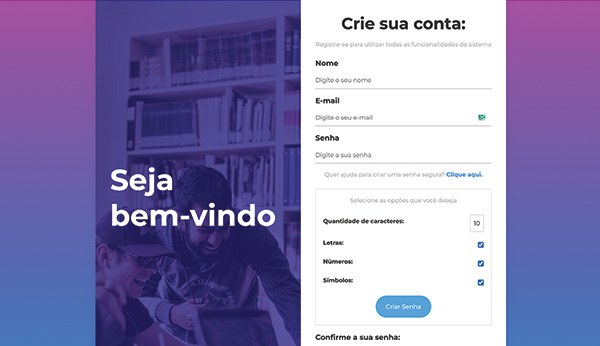 Seja
bem-vindo
Crie sua conta:
Registre-se para utilizar todas as funcionalidades do sistema
Nome
Digite o seu nome
E-mail
Digite o seu e-mail
Senha
Digite a sua senha
Quer ajuda para criar uma senha segura? Clique aqui.
Selecione as opções que você deseja
Quantidade de caracteres: 10
Letras:
Números:
Símbolos:
Criar Senha
Confirme a sua senha: